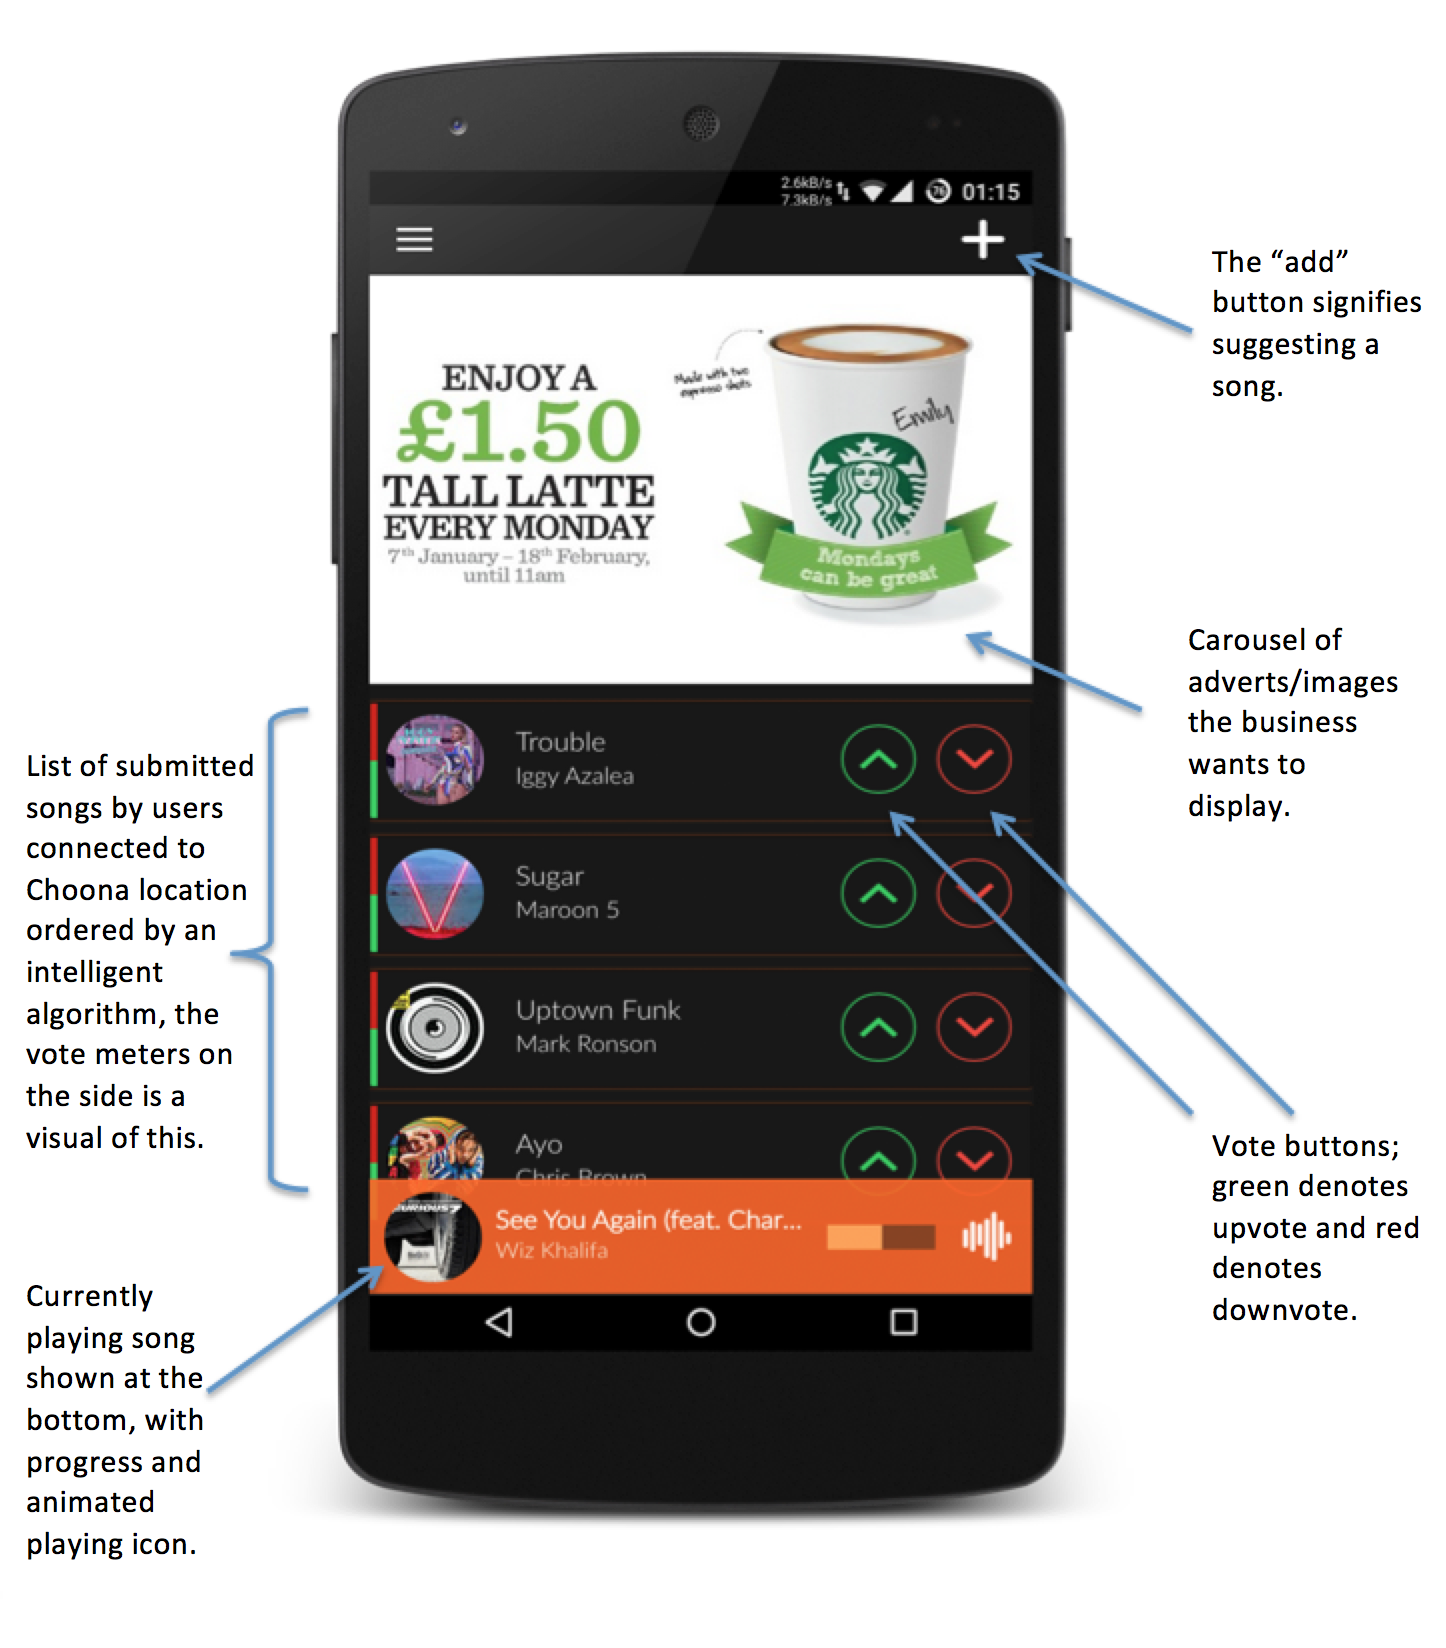 2.6kB/s
7.3kB/s
76
01:15
The “add”
button signifies
suggesting a
song.
ENJOY A
£1.50
TALL LATTE
EVERY MONDAY
7th January – 18th February,
until 11am
Made with two
espresso shots
Emily
Mondays
can be great
Carousel of
adverts/images
the business
wants to
display.
List of submitted
songs by users
connected to
Choona location
ordered by an
intelligent
algorithm, the
vote meters on
the side is a
visual of this.
Trouble
Iggy Azalea
Sugar
Maroon 5
Uptown Funk
Mark Ronson
Ayo
Chris Brown
FURIOUS 7
See You Again (feat. Char...
Wiz Khalifa
Vote buttons;
green denotes
upvote and red
denotes
downvote.
Currently
playing song
shown at the
bottom, with
progress and
animated
playing icon.